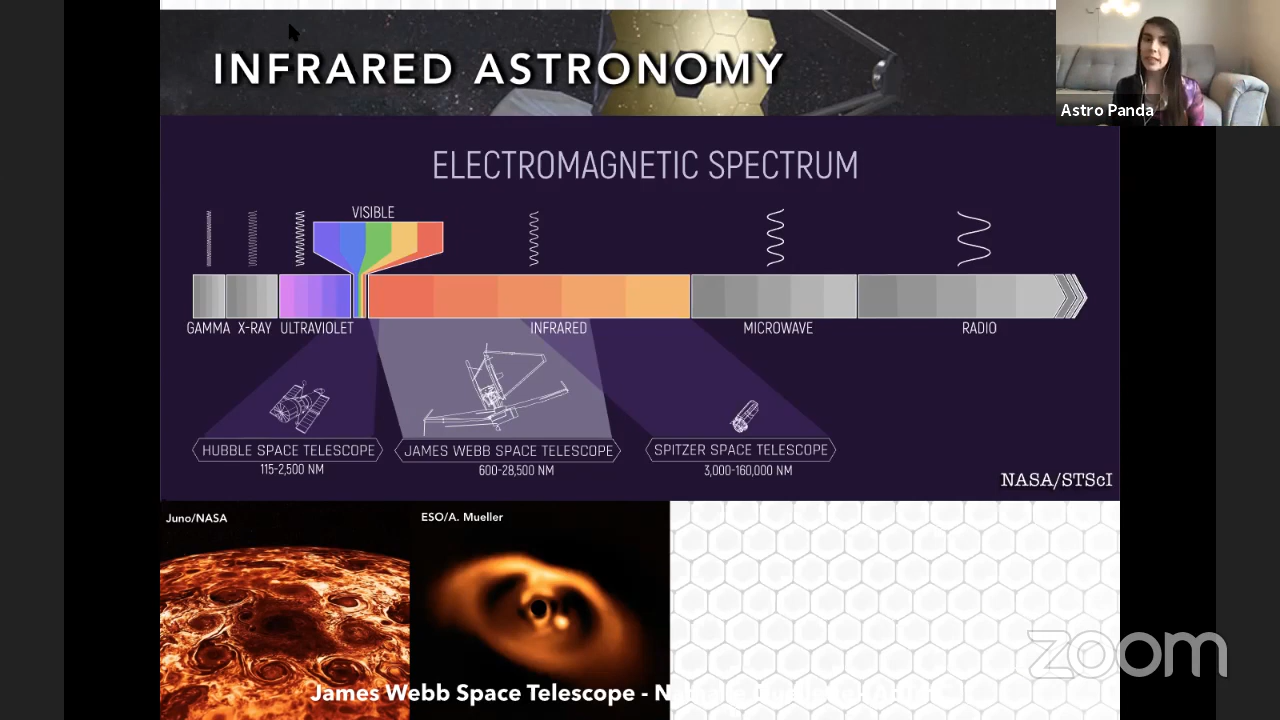 INFRARED ASTRONOMY
Astro Panda
ELECTROMAGNETIC SPECTRUM
VISIBLE
GAMMA X-RAY ULTRAVIOLET INFRARED MICROWAVE RADIO
HUBBLE SPACE TELESCOPE
115-2,500 NM
JAMES WEBB SPACE TELESCOPE
600-28,500 NM
SPITZER SPACE TELESCOPE
3,000-160,000 NM
NASA/STScI
Juno/NASA
ESO/A. Mueller
zoom
James Webb Space Telescope -